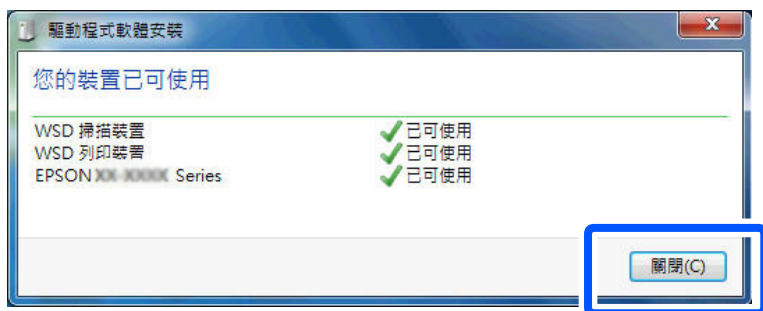 驅動程式軟體安裝
您的裝置已可使用
WSD 掃描裝置 已可使用
WSD 列印裝置 已可使用
EPSON Series 已可使用
關閉(C)